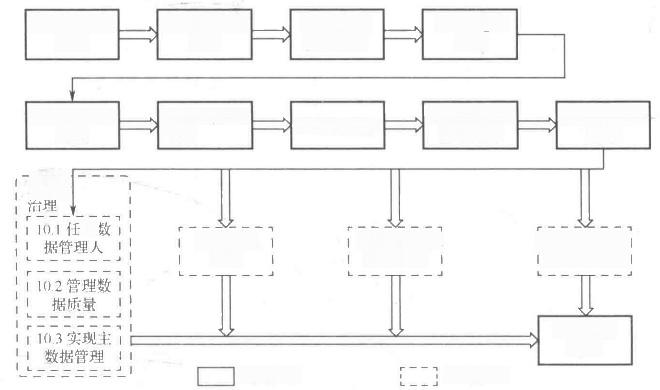 治理
10.1 任 数
据管理人
10.2 管理数
据质量
10.3 实现主
数据管理